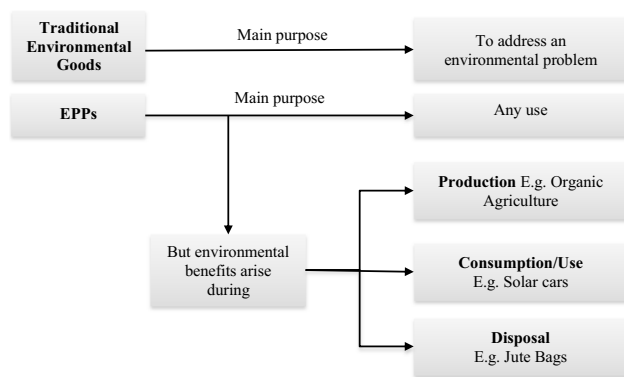 Traditional
Environmental
Goods
Main purpose
To address an
environmental problem
EPPs
Main purpose
Any use
But environmental
benefits arise
during
Production E.g. Organic
Agriculture
Consumption/Use
E.g. Solar cars
Disposal
E.g. Jute Bags